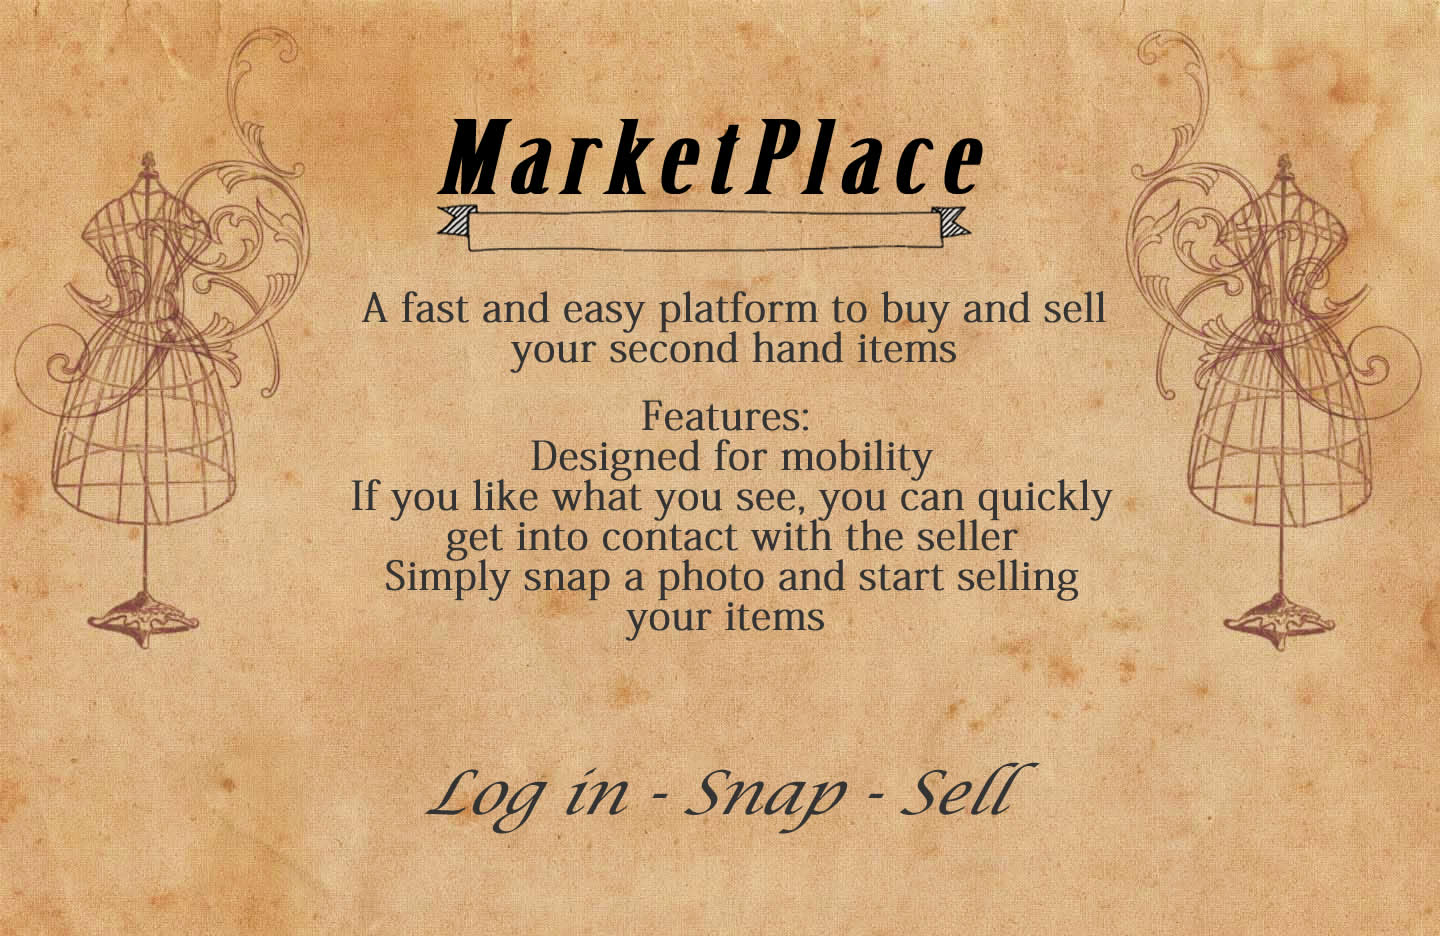 MarketPlace
A fast and easy platform to buy and sell
your second hand items
Features:
Designed for mobility
If you like what you see, you can quickly
get into contact with the seller
Simply snap a photo and start selling
your items
Log in - Snap - Sell